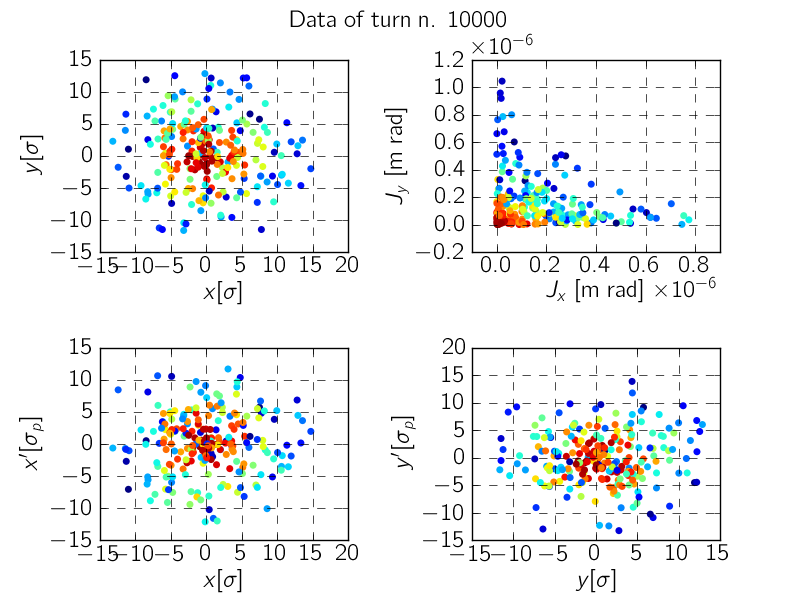 Data of turn n. 10000
×10⁻⁶
15
10
5
0
−5
−10
−15
y[σ]
−15 −10 −5 0 5 10 15 20
x[σ]
1.2
1.0
0.8
0.6
0.4
0.2
0.0
−0.2
J_y [m rad]
0.0 0.2 0.4 0.6 0.8
J_x [m rad] ×10⁻⁶
15
10
5
0
−5
−10
−15
x′[σ_p]
−15 −10 −5 0 5 10 15 20
x[σ]
20
15
10
5
0
−5
−10
−15
y′[σ_p]
−15 −10 −5 0 5 10 15
y[σ]